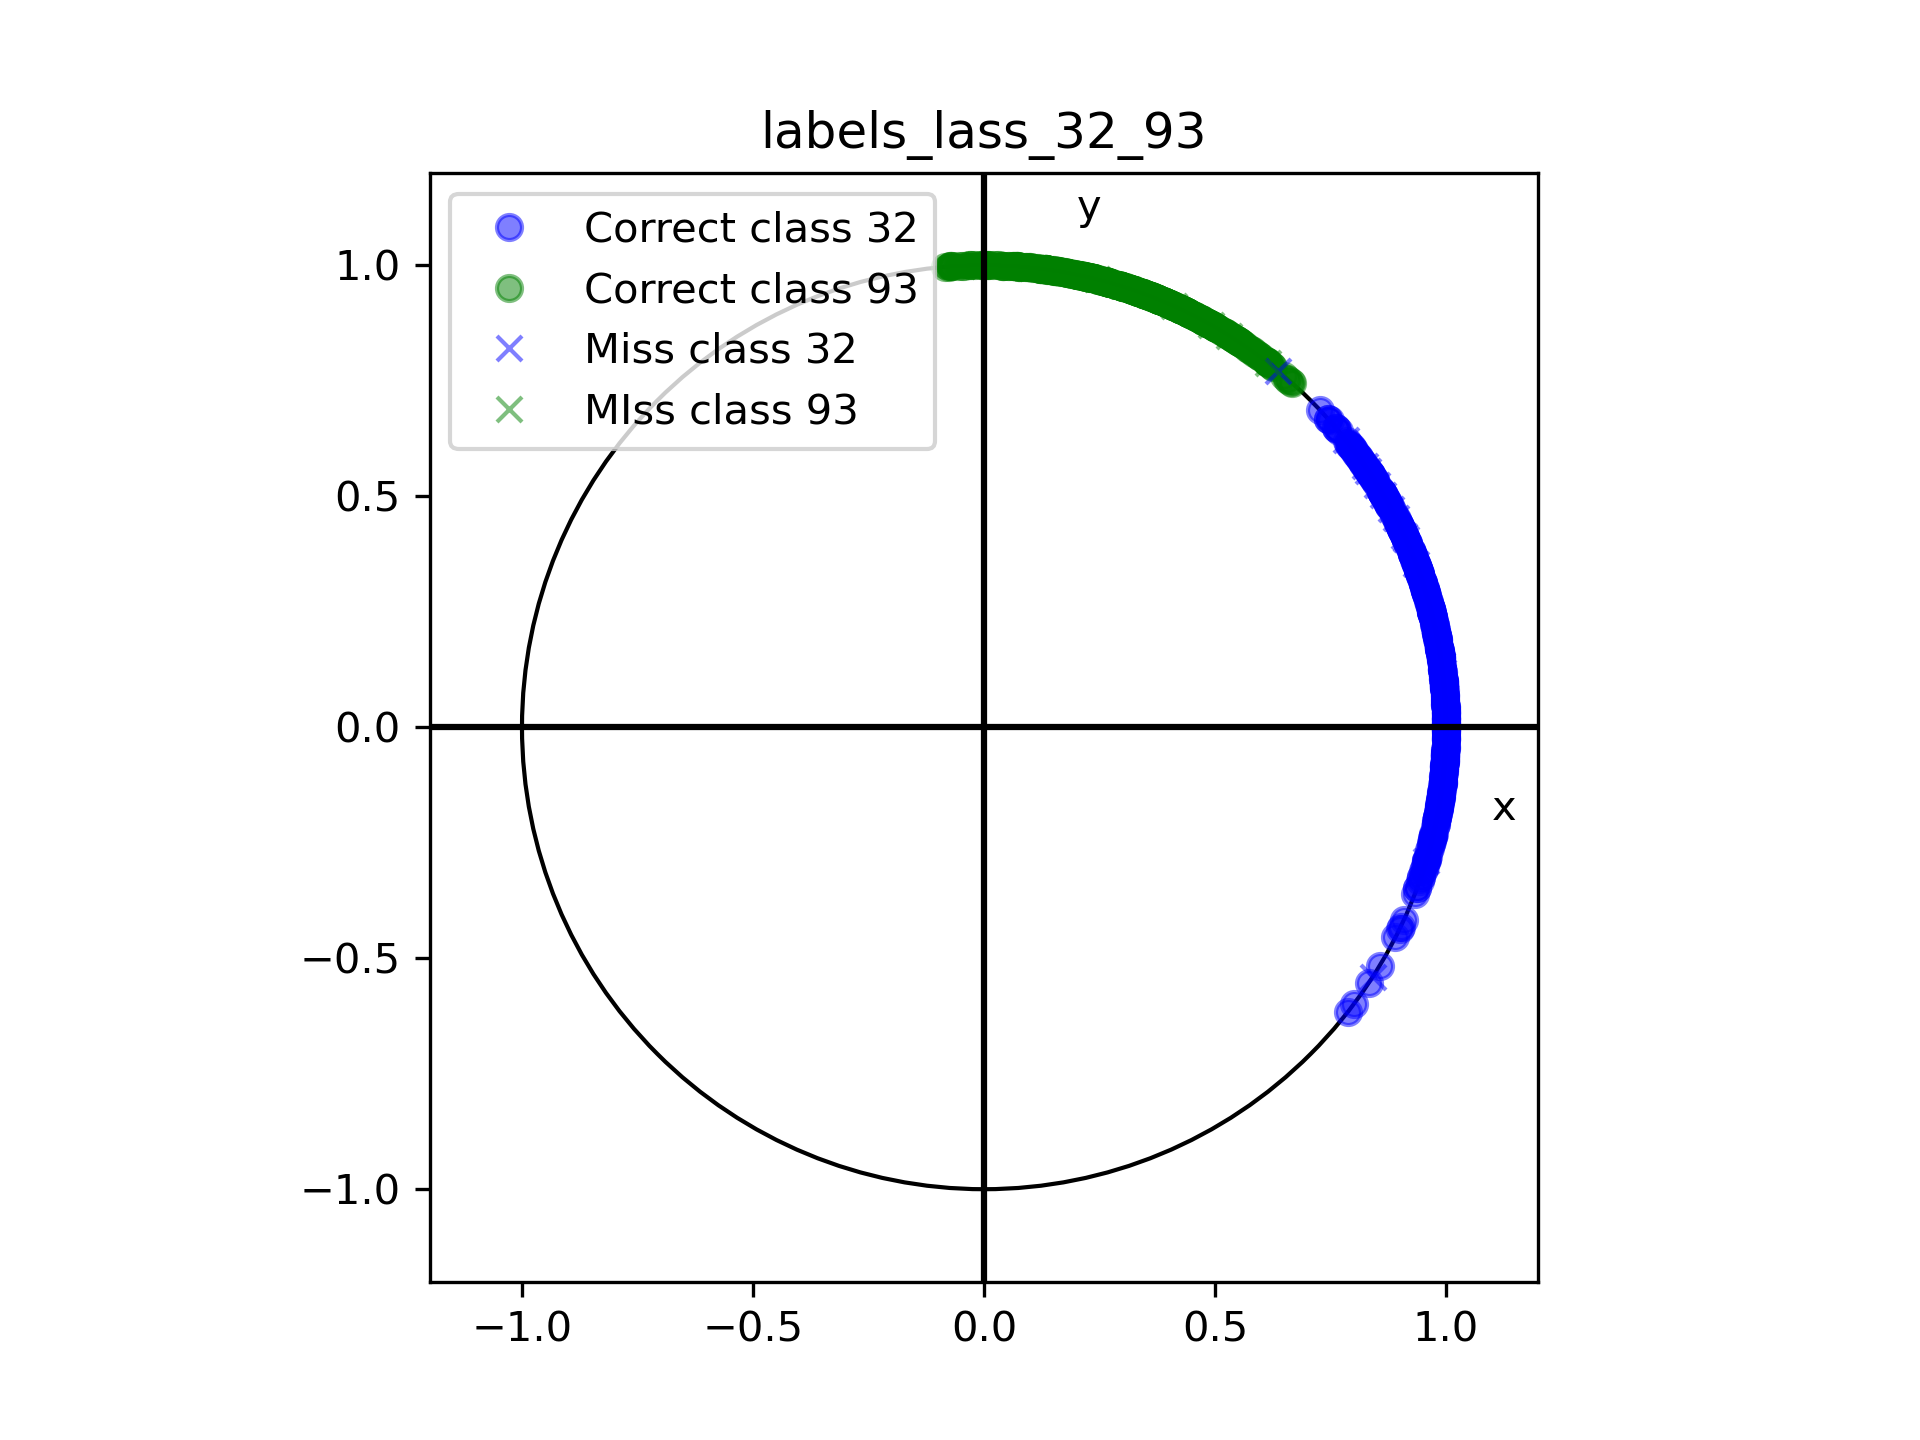 labels_lass_32_93
Correct class 32
Correct class 93
Miss class 32
MIss class 93
y
x
1.0
0.5
0.0
−0.5
−1.0
−1.0 −0.5 0.0 0.5 1.0